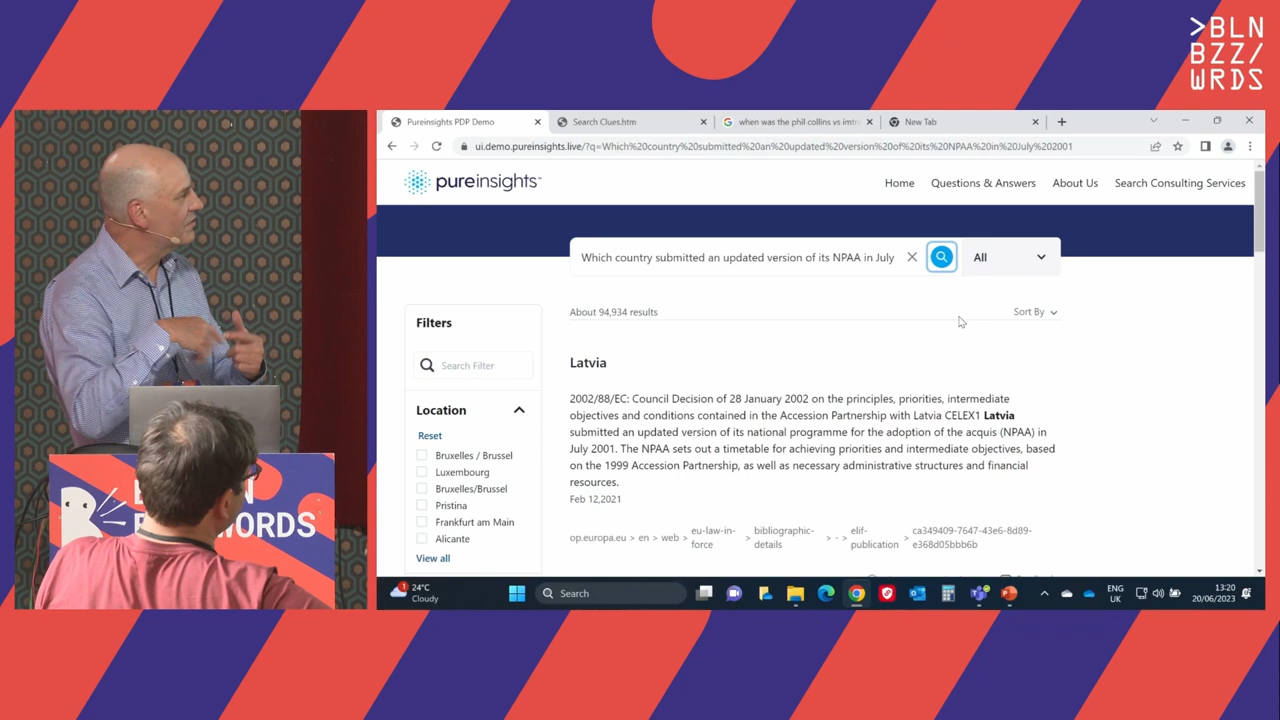 >BLN
BZZ/
WRDS
Pureinsights PDP Demo
Search Clues.htm
when was the phil collins vs imtra
New Tab
ui.demo.pureinsights.live/?q=Which%20country%20submitted%20an%20updated%20version%20of%20its%20NPAA%20in%20July%202001
pureinsights
Home
Questions & Answers
About Us
Search Consulting Services
Which country submitted an updated version of its NPAA in July
All
About 94,934 results
Sort By
Filters
Search Filter
Location
Reset
Bruxelles / Brussel
Luxembourg
Bruxelles/Brussel
Pristina
Frankfurt am Main
Alicante
View all
Latvia
2002/88/EC: Council Decision of 28 January 2002 on the principles, priorities, intermediate
objectives and conditions contained in the Accession Partnership with Latvia CELEX1 Latvia
submitted an updated version of its national programme for the adoption of the acquis (NPAA) in
July 2001. The NPAA sets out a timetable for achieving priorities and intermediate objectives, based
on the 1999 Accession Partnership, as well as necessary administrative structures and financial
resources.
Feb 12,2021
op.europa.eu > en > web > eu-law-in-force > bibliographic-details > - > elif-publication > ca349409-7647-43e6-8d89-e368d05bbb6b
24°C
Cloudy
Search
ENG
UK
13:20
20/06/2023
WORDS